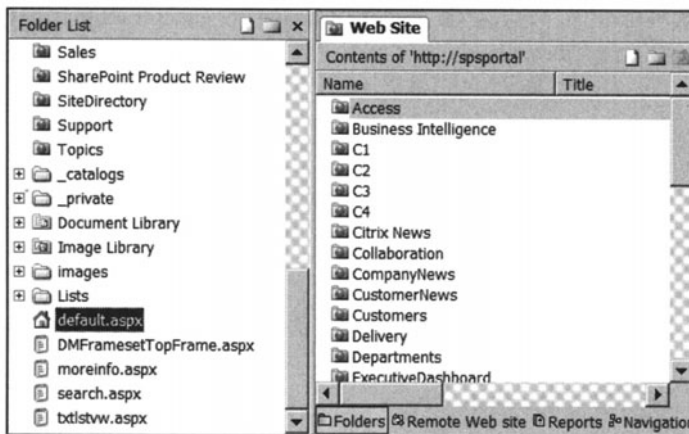 Folder List
Sales
SharePoint Product Review
SiteDirectory
Support
Topics
_catalogs
_private
Document Library
Image Library
images
Lists
default.aspx
DMFramesetTopFrame.aspx
moreinfo.aspx
search.aspx
txtlstvw.aspx
Web Site
Contents of 'http://spsportal'
Name Title
Access
Business Intelligence
C1
C2
C3
C4
Citrix News
Collaboration
CompanyNews
CustomerNews
Customers
Delivery
Departments
ExecutiveDashboard
Folders Remote Web site Reports Navigation